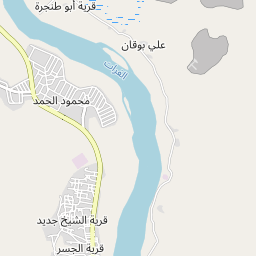 قرية أبو طنجرة
علي بوقان
الفرات
محمود الحمد
قرية الشيخ جديد
قرية الجسر